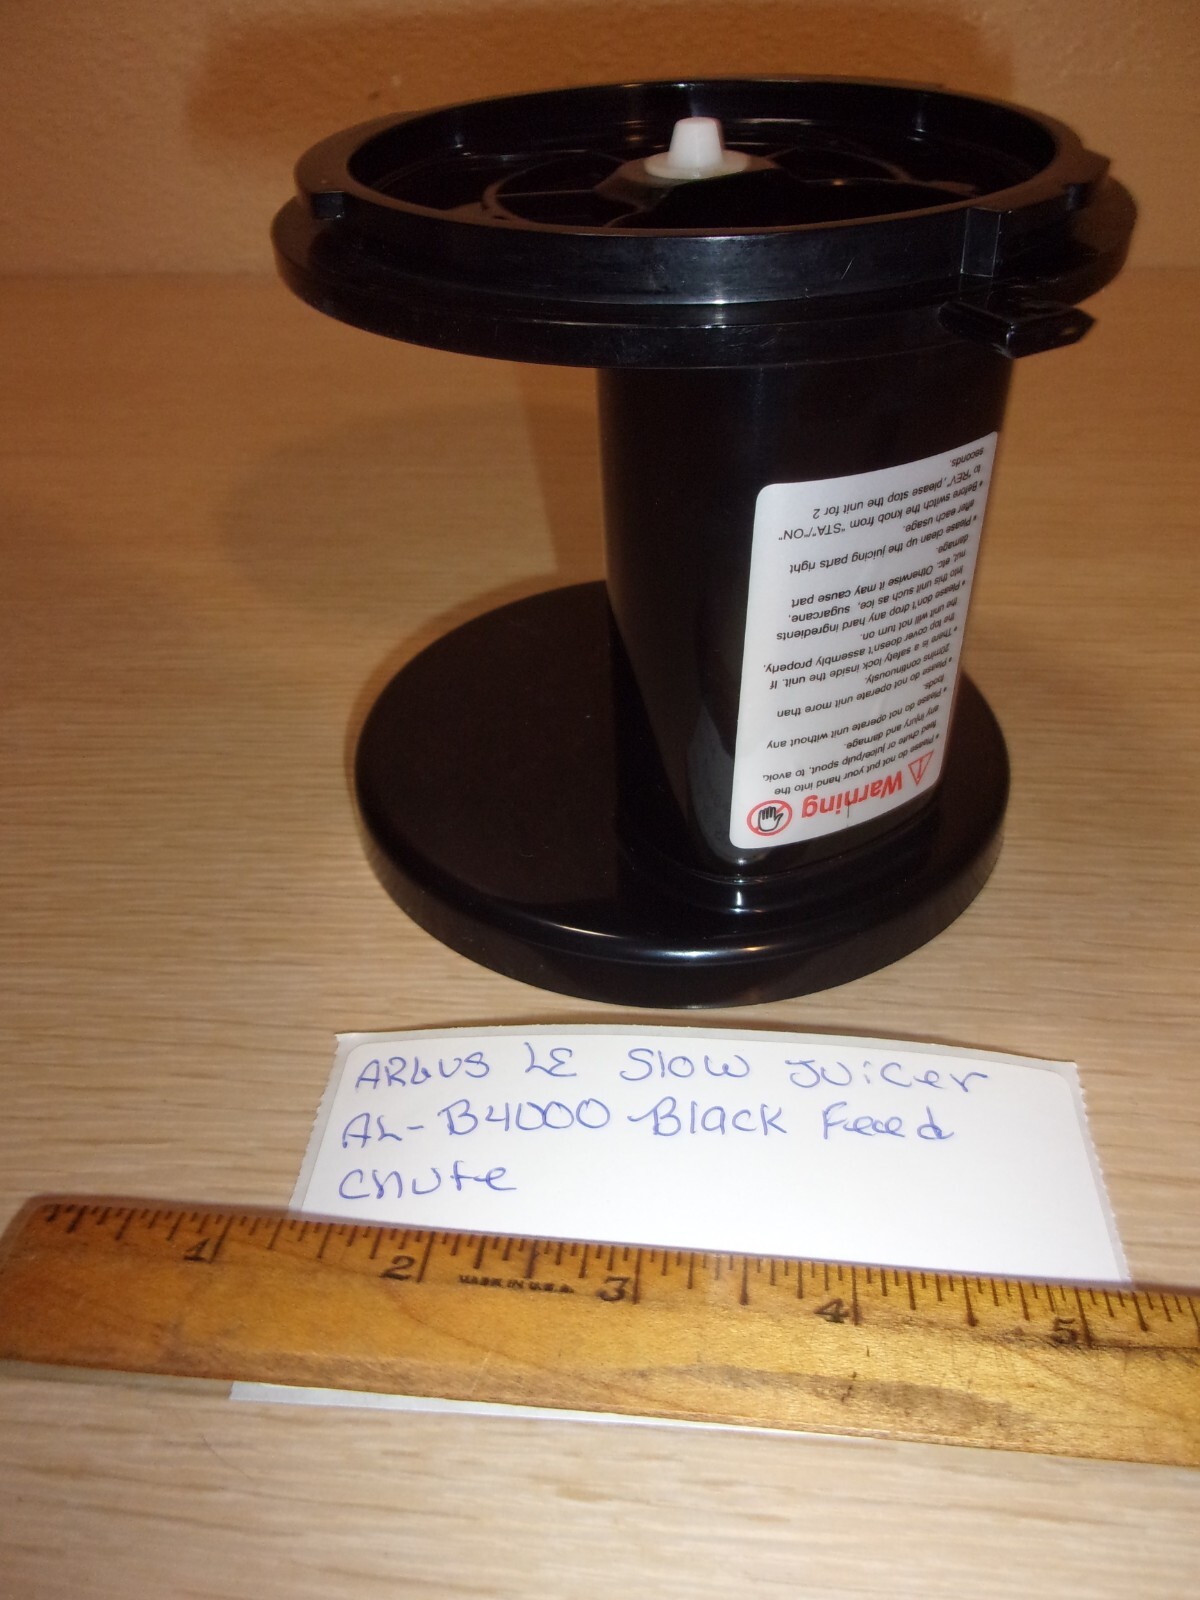 Warning
• Please do not put your hand into the
feed chute or juice/pulp spout, to avoic
any injury and damage.
• Please do not operate unit without any
foods.
• Please do not operate unit more than
20mins continuously.
• There is a safety lock inside the unit. If
the top cover doesn't assembly properly,
the unit will not turn on.
• Please don't drop any hard ingredients
into this unit such as ice, sugarcane,
nut, etc. Otherwise it may cause part
damage.
• Please clean up the juicing parts right
after each usage.
• Before switch the knob from "STA"/"ON"
to "REV", please stop the unit for 2
seconds.
ARGUS LE Slow Juicer
AL-B4000-Black Feed
Chute
1 2 3 4 5
MADE IN U.S.A.